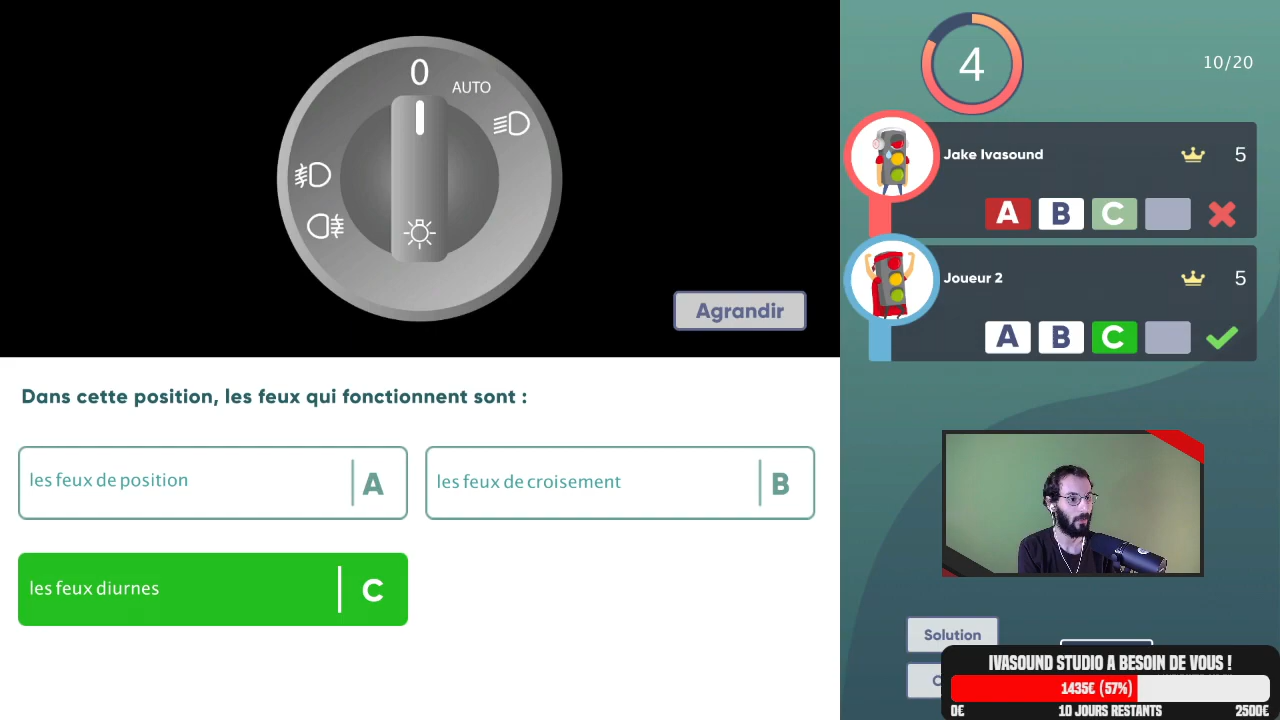 0
AUTO
Agrandir
Dans cette position, les feux qui fonctionnent sont :
les feux de position
A
les feux de croisement
B
les feux diurnes
C
4
10/20
Jake Ivasound
5
A B C
Joueur 2
5
A B C
Solution
IVASOUND STUDIO A BESOIN DE VOUS !
1435€ (57%)
0€
10 JOURS RESTANTS
2500€